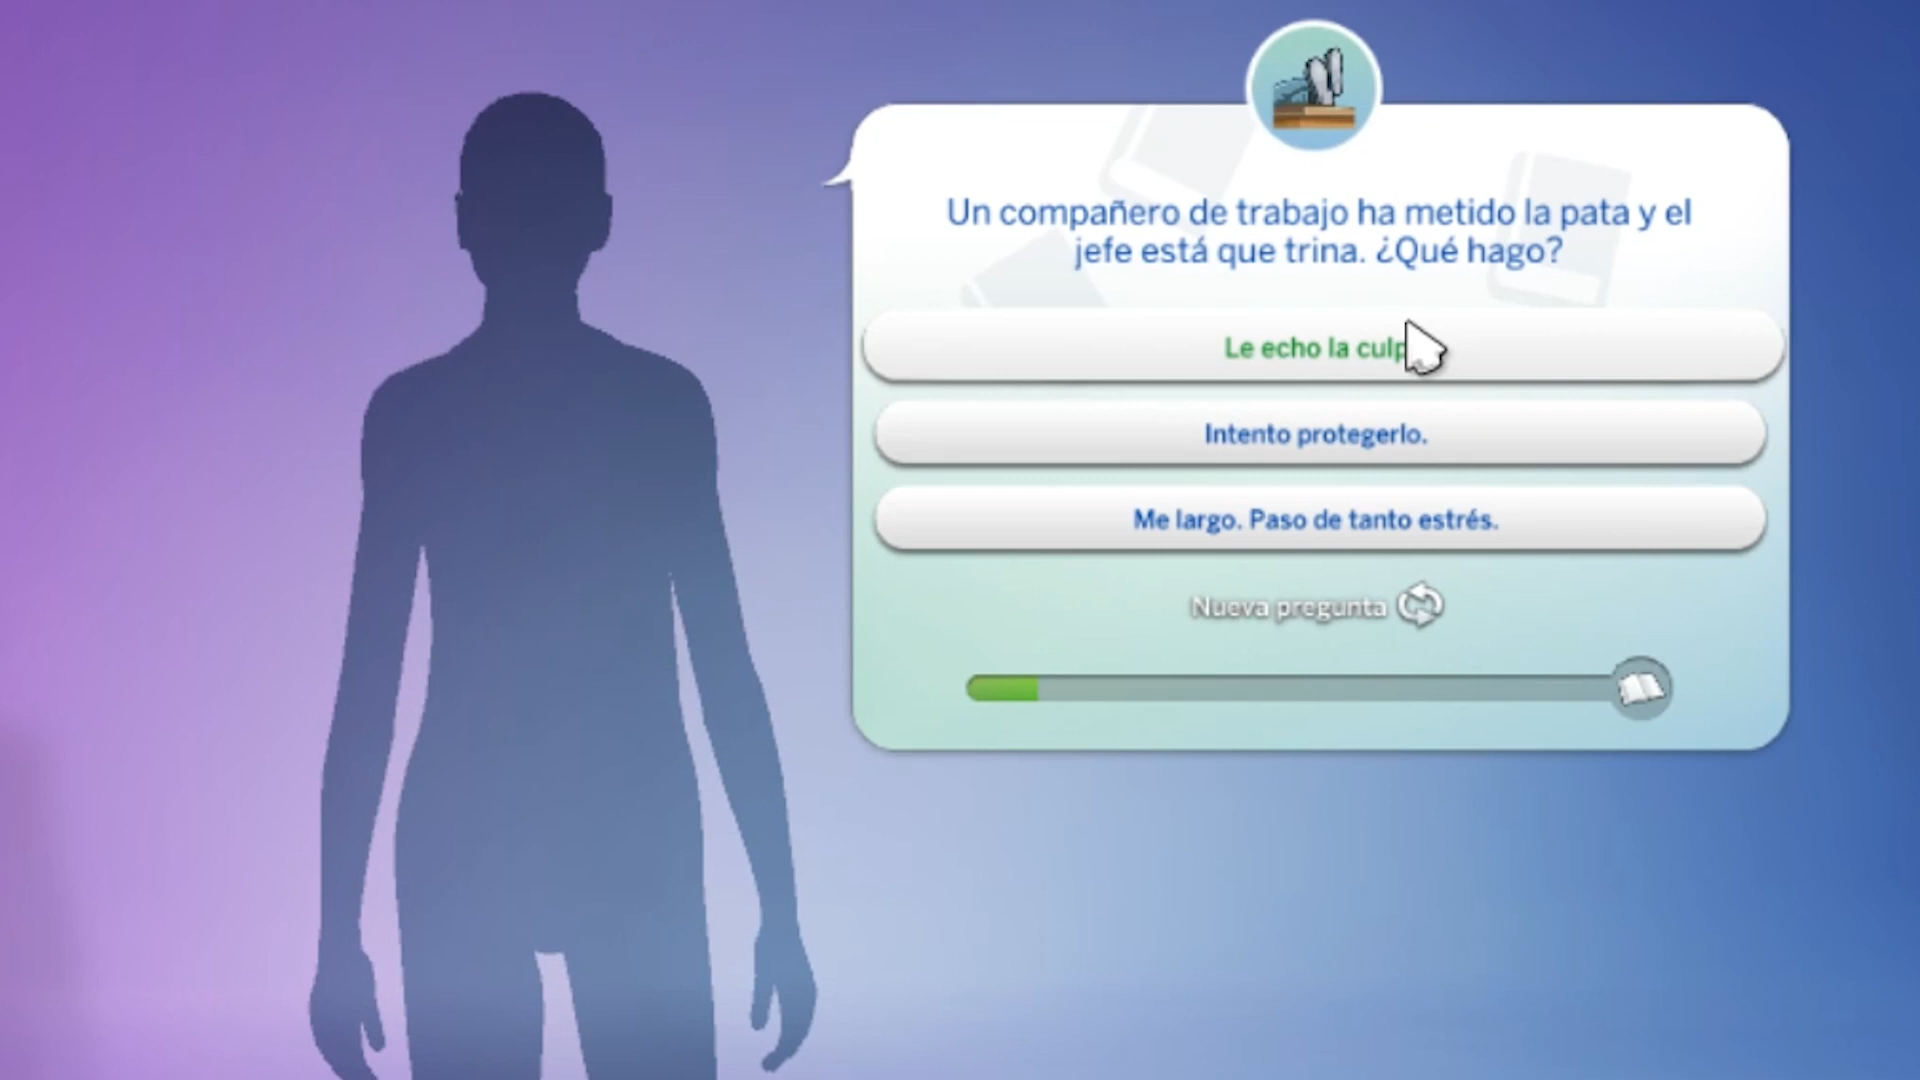 Un compañero de trabajo ha metido la pata y el
jefe está que trina. ¿Qué hago?
Le echo la
Intento protegerlo.
Me largo. Paso de tanto estrés.
Nueva pregunta